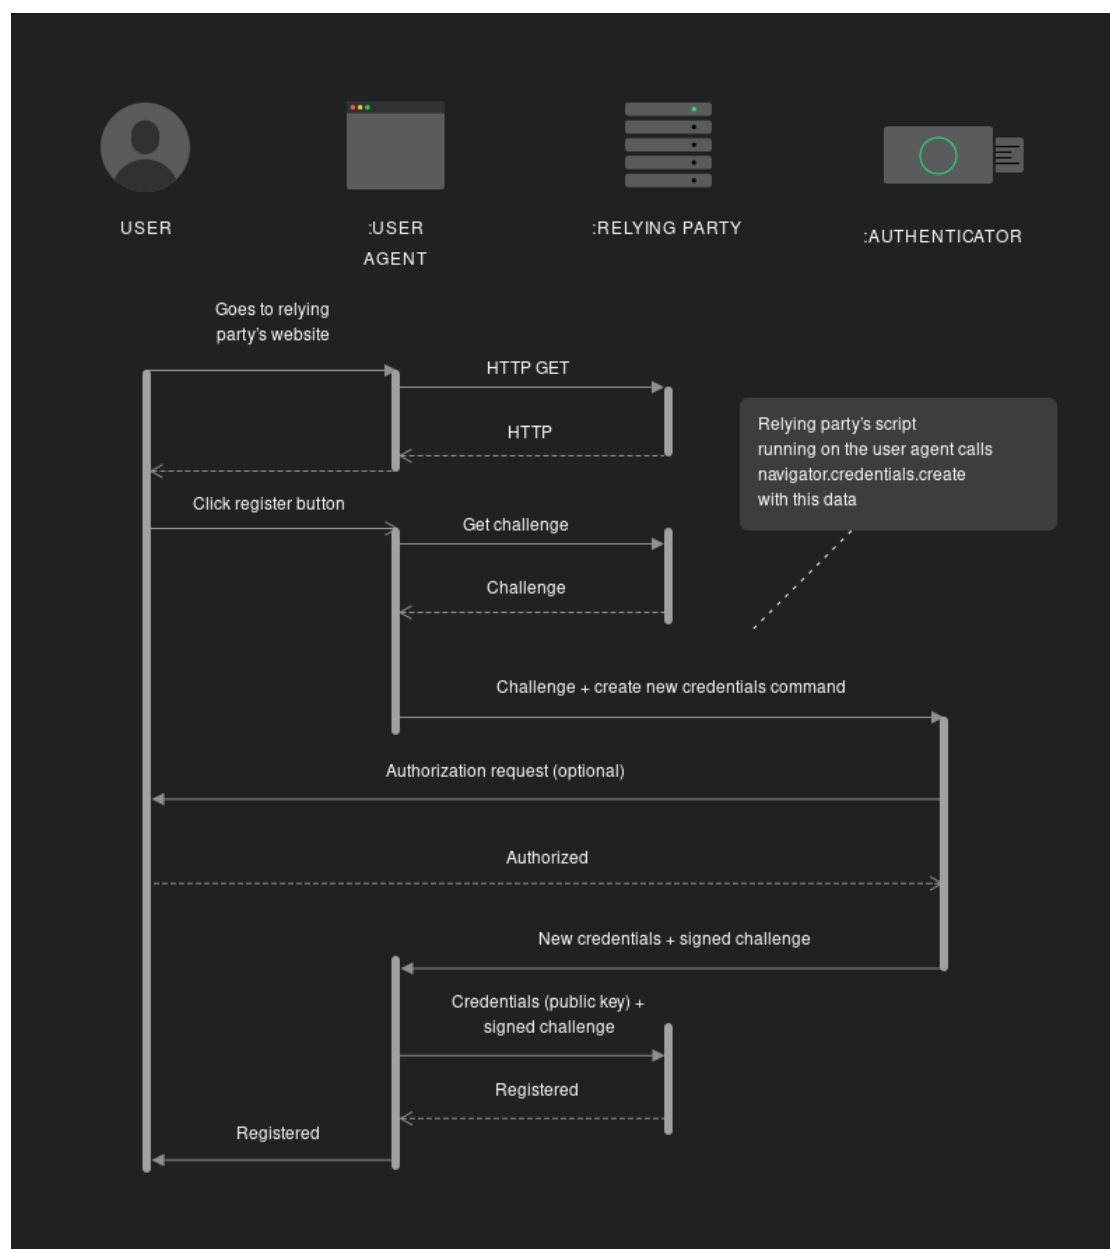 USER
:USER
AGENT
:RELYING PARTY
:AUTHENTICATOR
Goes to relying
party's website
HTTP GET
HTTP
Relying party's script
running on the user agent calls
navigator.credentials.create
with this data
Click register button
Get challenge
Challenge
Challenge + create new credentials command
Authorization request (optional)
Authorized
New credentials + signed challenge
Credentials (public key) +
signed challenge
Registered
Registered